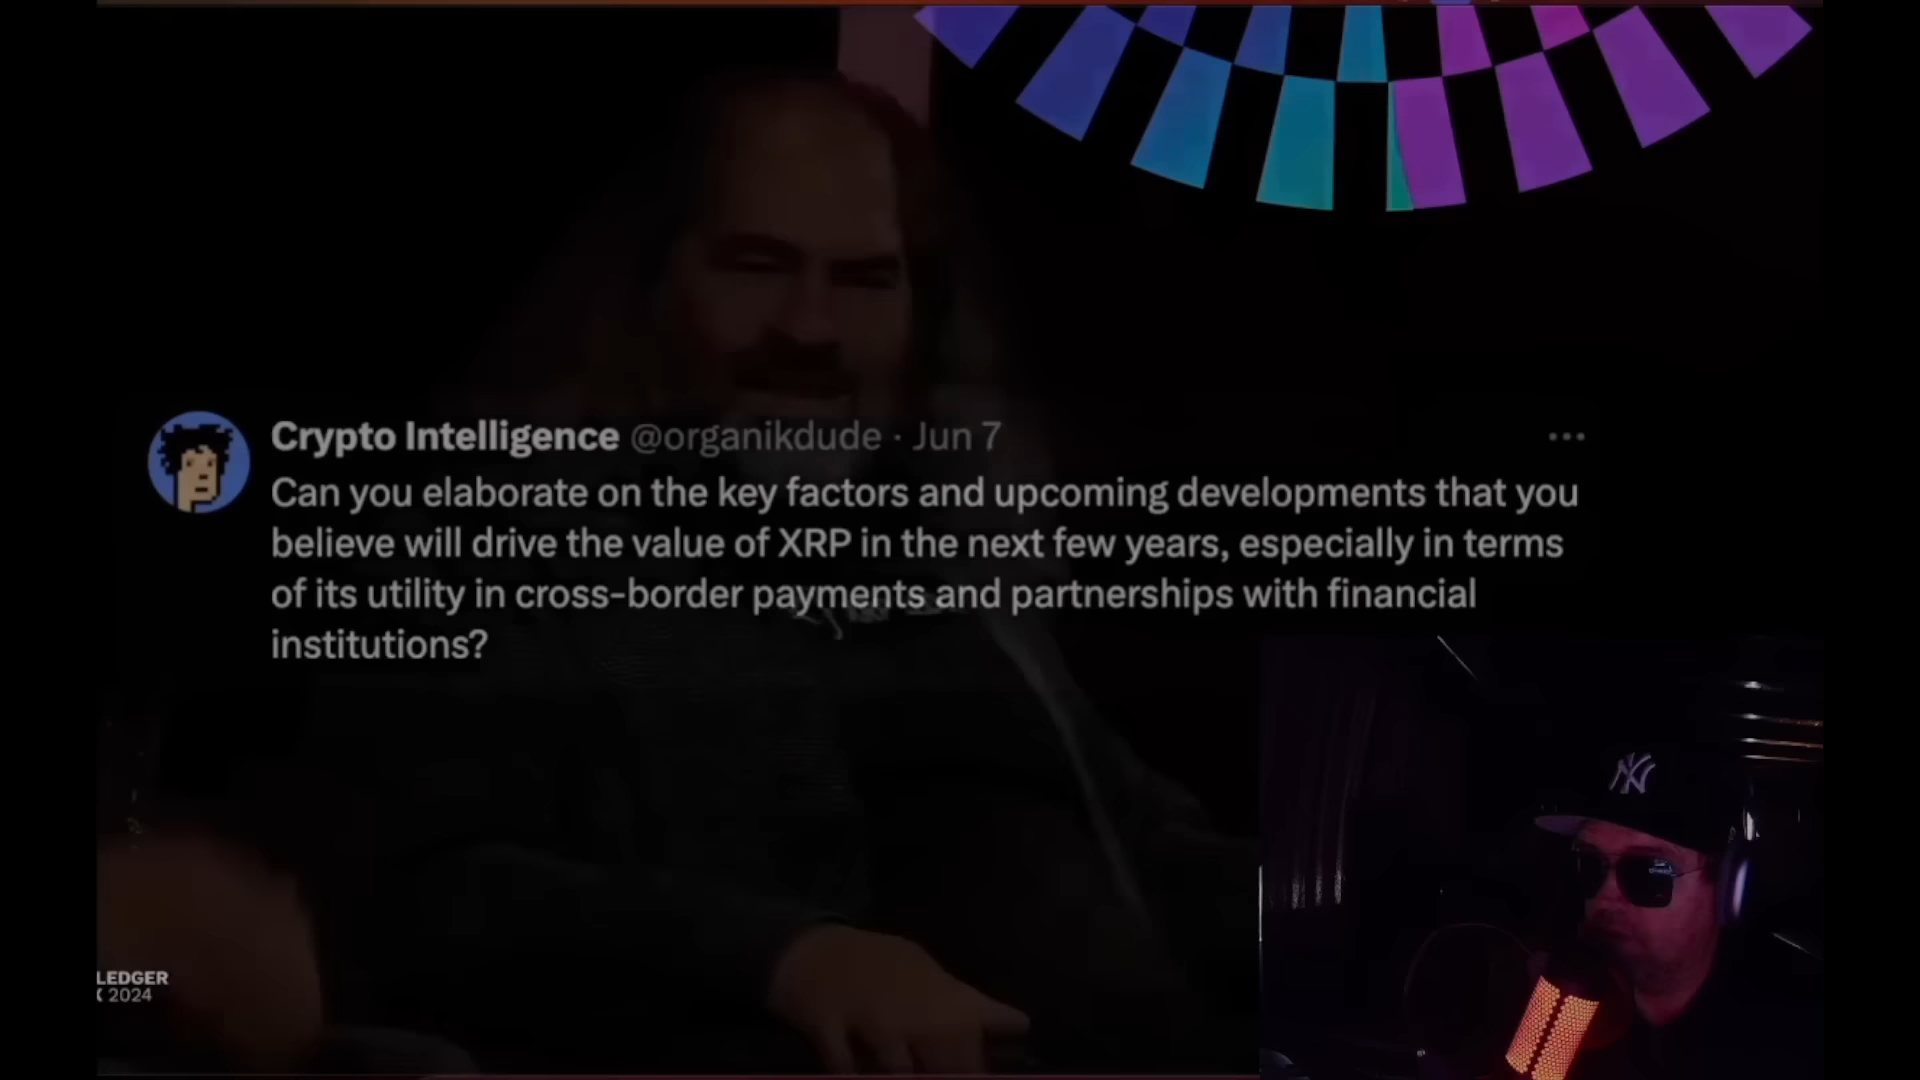 Crypto Intelligence @organikdude · Jun 7
Can you elaborate on the key factors and upcoming developments that you
believe will drive the value of XRP in the next few years, especially in terms
of its utility in cross-border payments and partnerships with financial
institutions?
NY
LEDGER
2024